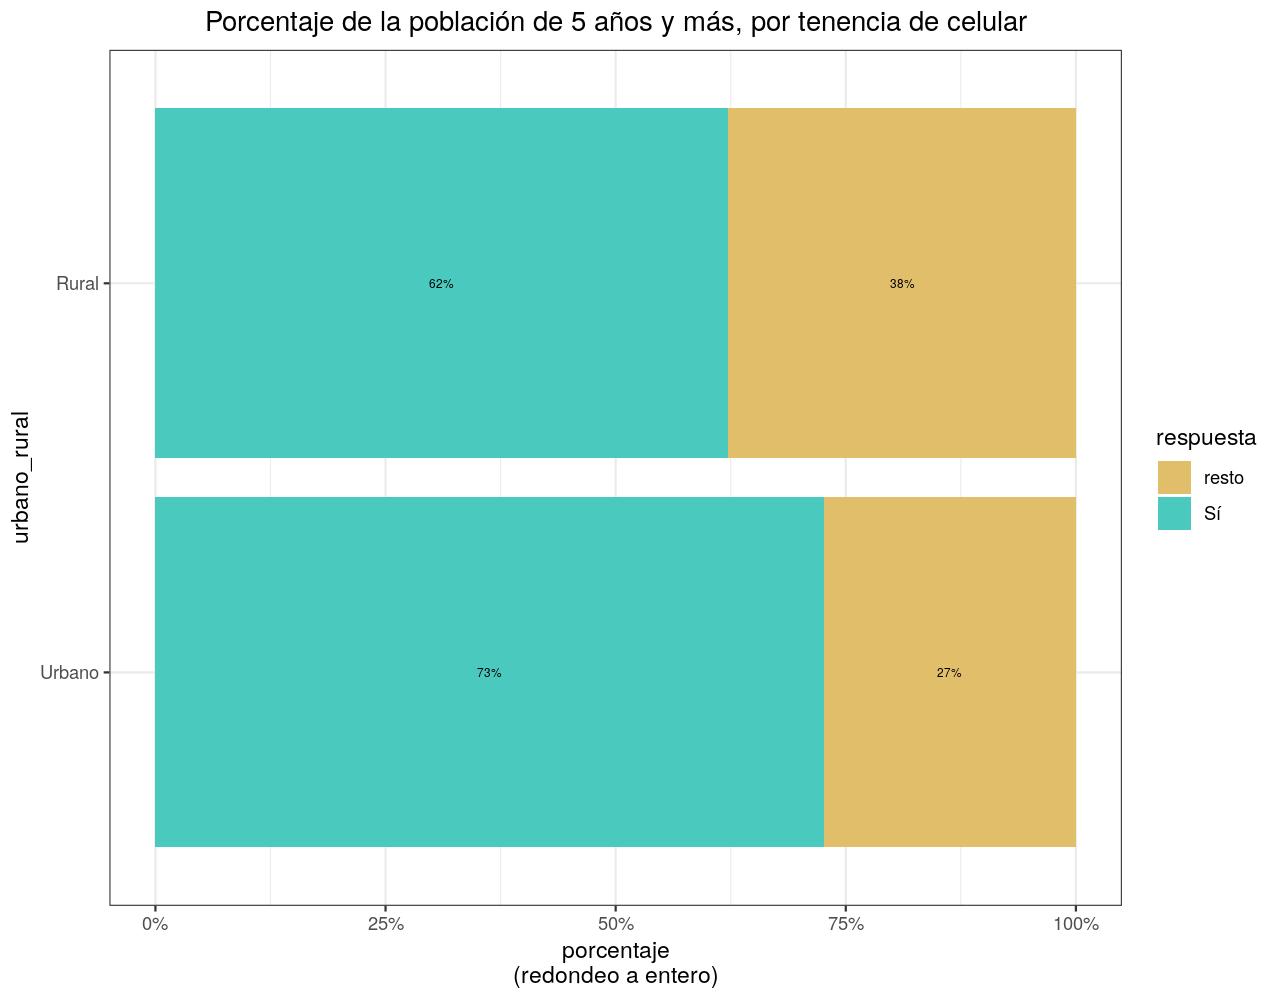 Porcentaje de la población de 5 años y más, por tenencia de celular
urbano_rural
Rural
62%
38%
Urbano
73%
27%
0%
25%
50%
75%
100%
porcentaje
(redondeo a entero)
respuesta
resto
Sí